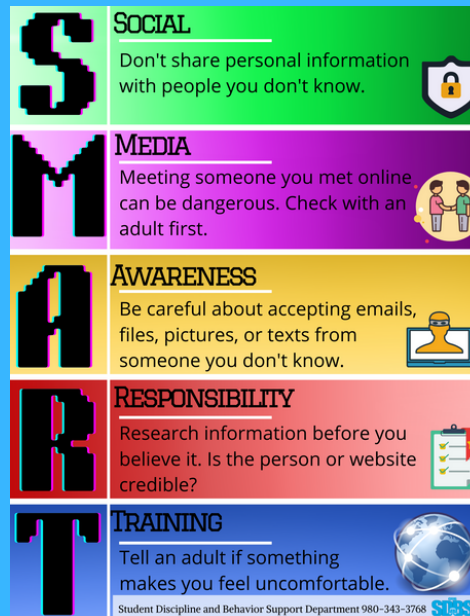 S
SOCIAL
Don't share personal information
with people you don't know.
M
MEDIA
Meeting someone you met online
can be dangerous. Check with an
adult first.
A
AWARENESS
Be careful about accepting emails,
files, pictures, or texts from
someone you don't know.
R
RESPONSIBILITY
Research information before you
believe it. Is the person or website
credible?
T
TRAINING
Tell an adult if something
makes you feel uncomfortable.
Student Discipline and Behavior Support Department 980-343-3768